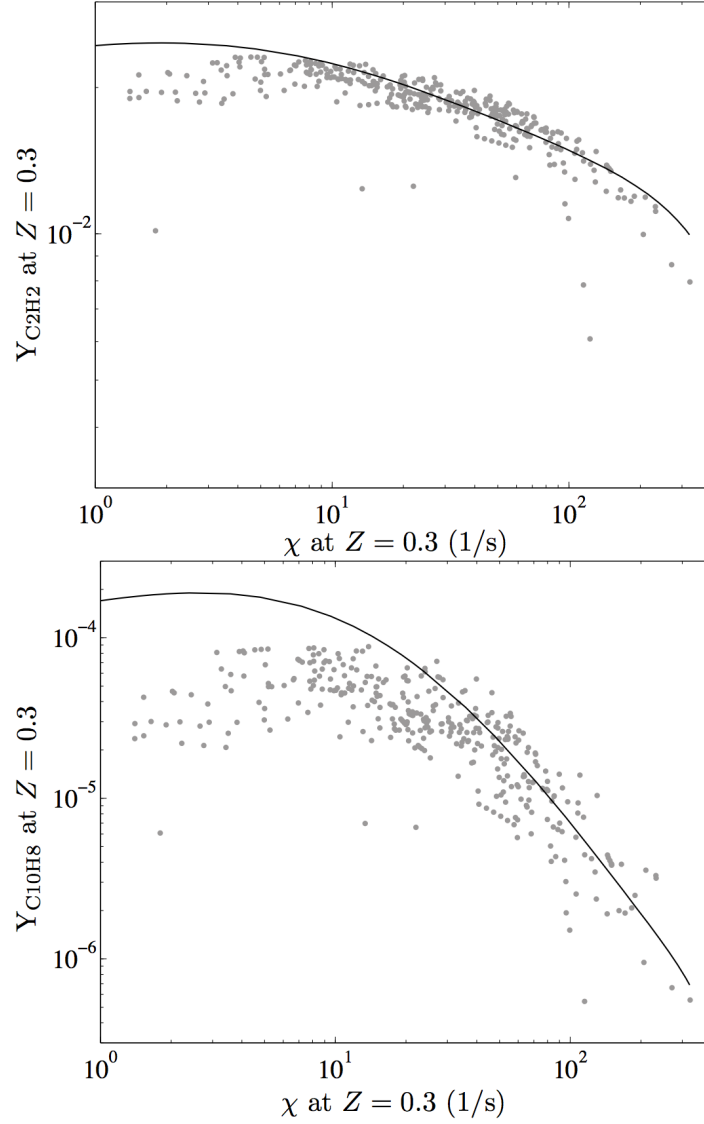 Y_C2H2 at Z = 0.3
10^-2
10^0 10^1 10^2
χ at Z = 0.3 (1/s)
Y_C10H8 at Z = 0.3
10^-4
10^-5
10^-6
10^0 10^1 10^2
χ at Z = 0.3 (1/s)